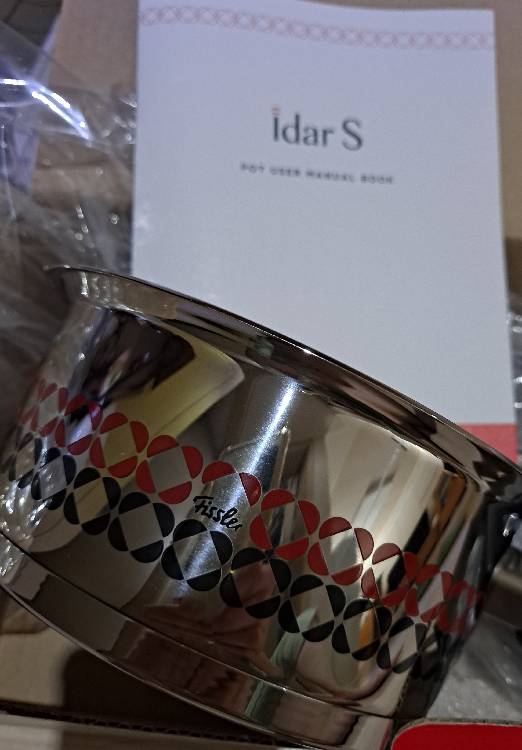 idar S
POT USER MANUAL BOOK
Fissler